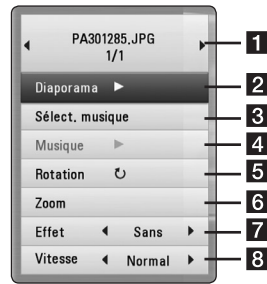 PA301285.JPG
1/1
1
Diaporama
2
Sélect. musique
3
Musique
4
Rotation
5
Zoom
6
Effet Sans
7
Vitesse Normal
8